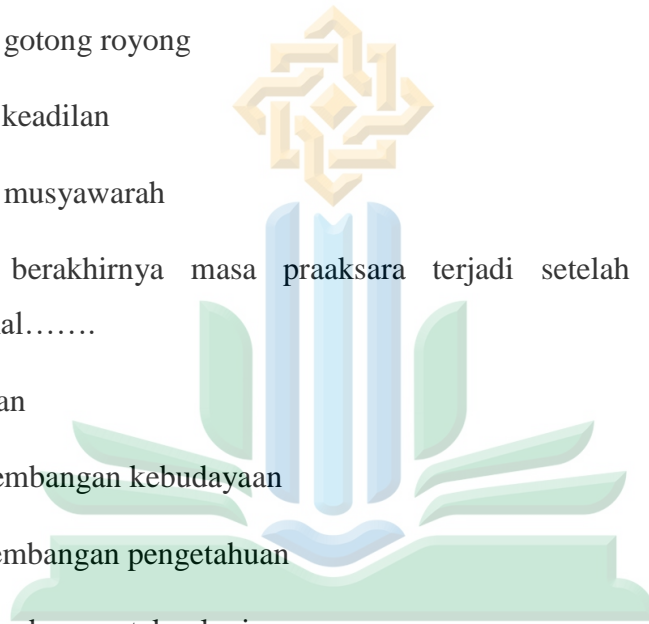 gotong royong
keadilan
musyawarah
berakhirnya masa praaksara terjadi setelah
al…….
an
embangan kebudayaan
embangan pengetahuan